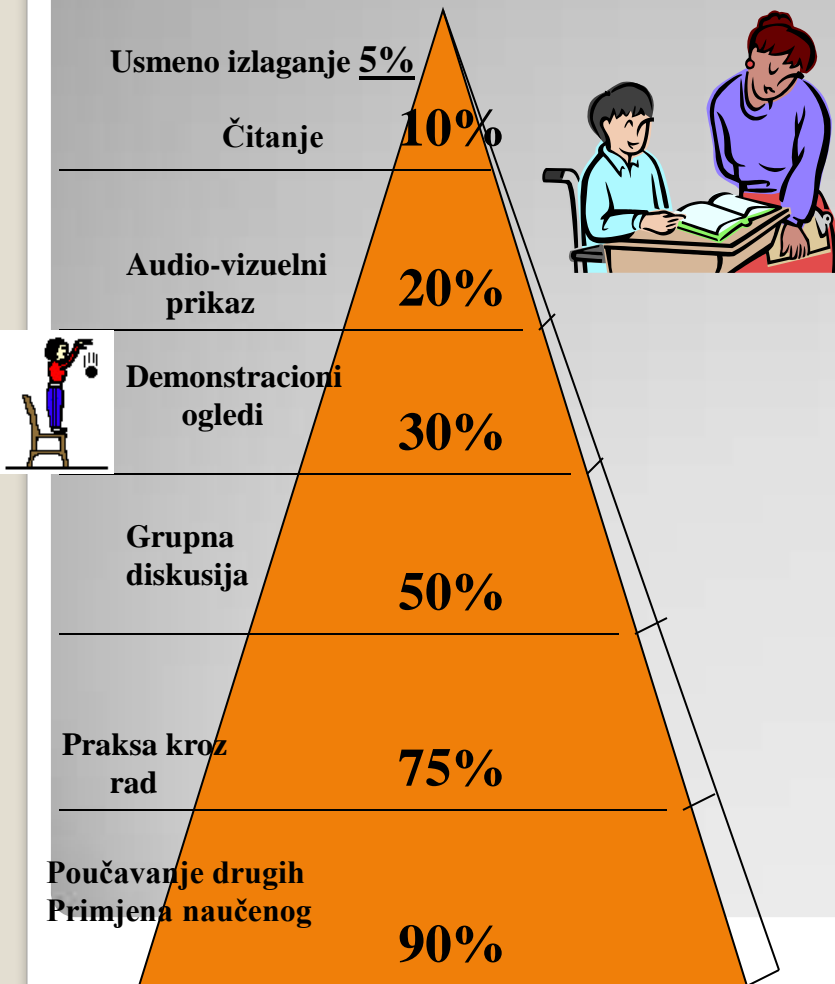 Usmeno izlaganje 5%
Čitanje 10%
Audio-vizuelni
prikaz
20%
Demonstracioni
ogledi
30%
Grupna
diskusija
50%
Praksa kroz
rad
75%
Poučavanje drugih
Primjena naučenog
90%